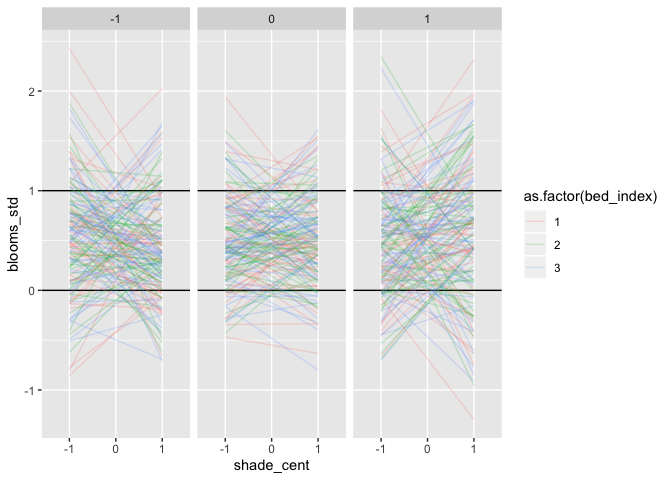 -1 0 1
2
1
0
-1
blooms_std
-1 0 1 -1 0 1 -1 0 1
shade_cent
as.factor(bed_index)
1
2
3